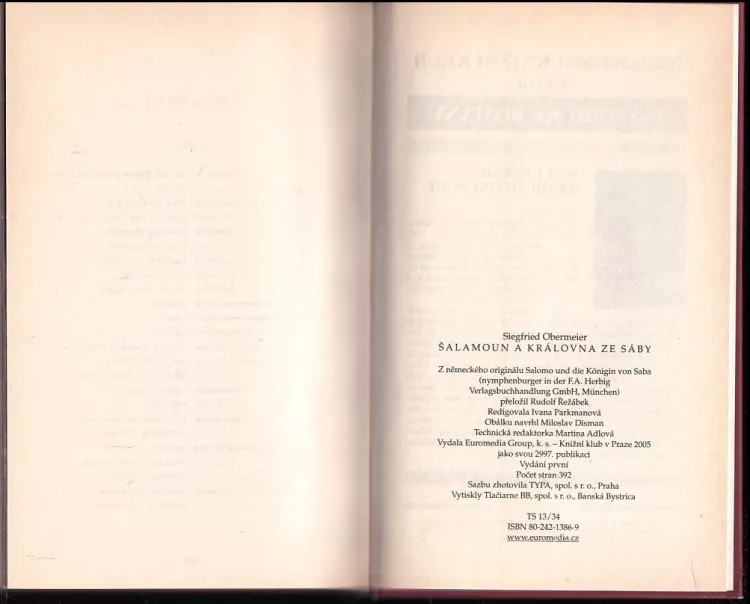 Siegfried Obermeier
ŠALAMOUN A KRÁLOVNA ZE SÁBY
Z německého originálu Salomo und die Königin von Saba
(nymphenburger in der F.A. Herbig
Verlagsbuchhandlung GmbH, München)
přeložil Rudolf Řežábek
Redigovala Ivana Parkmanová
Obálku navrhl Miloslav Disman
Technická redaktorka Martina Adlová
Vydala Euromedia Group, k. s. – Knižní klub v Praze 2005
jako svou 2997. publikaci
Vydání první
Počet stran 392
Sazbu zhotovila TYPA, spol. s r. o., Praha
Vytiskly Tlačiarne BB, spol. s r. o., Banská Bystrica
TS 13/34
ISBN 80-242-1386-9
www.euromedia.cz